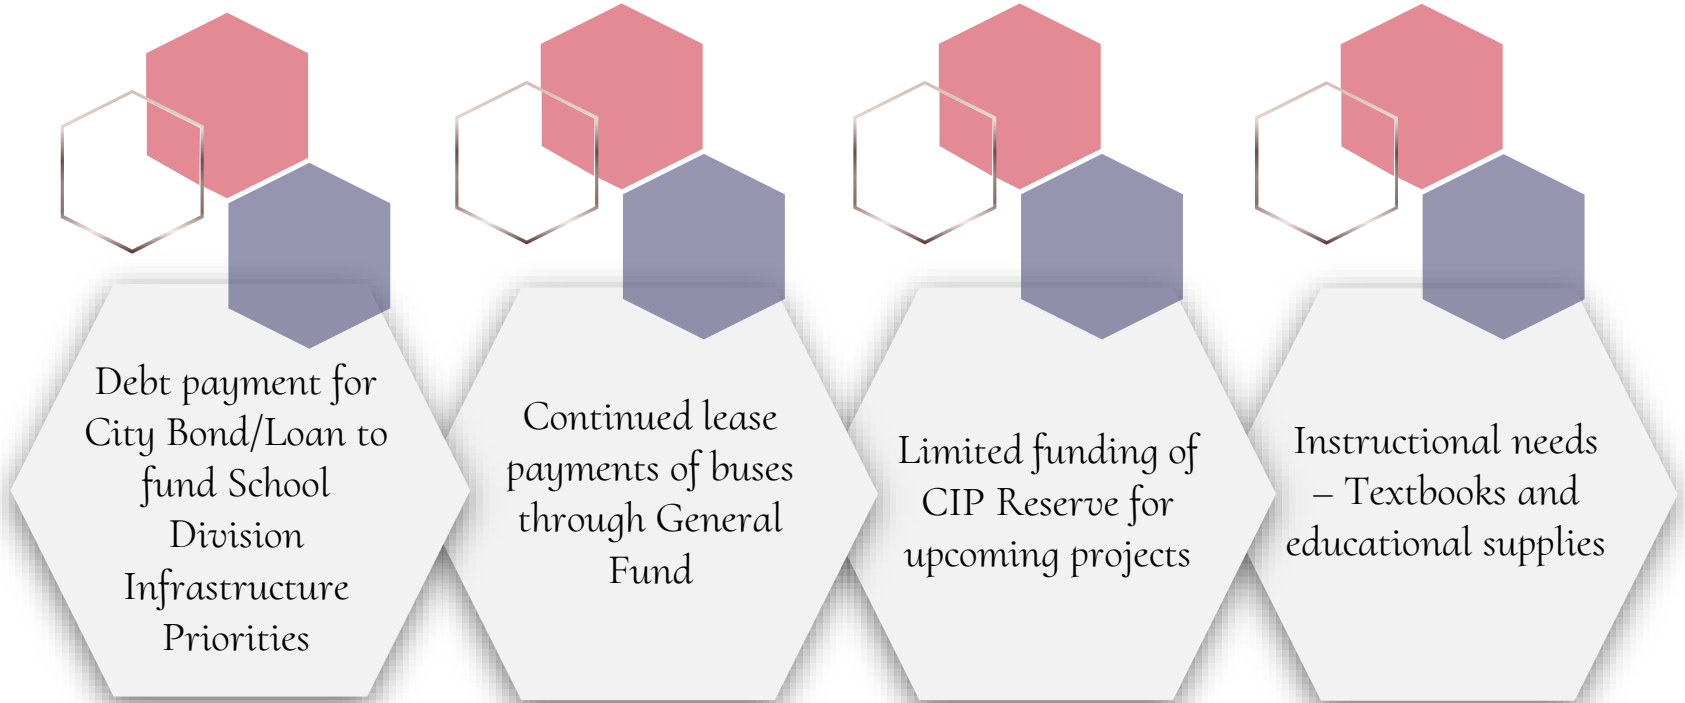 Debt payment for
City Bond/Loan to
fund School
Division
Infrastructure
Priorities
Continued lease
payments of buses
through General
Fund
Limited funding of
CIP Reserve for
upcoming projects
Instructional needs
– Textbooks and
educational supplies